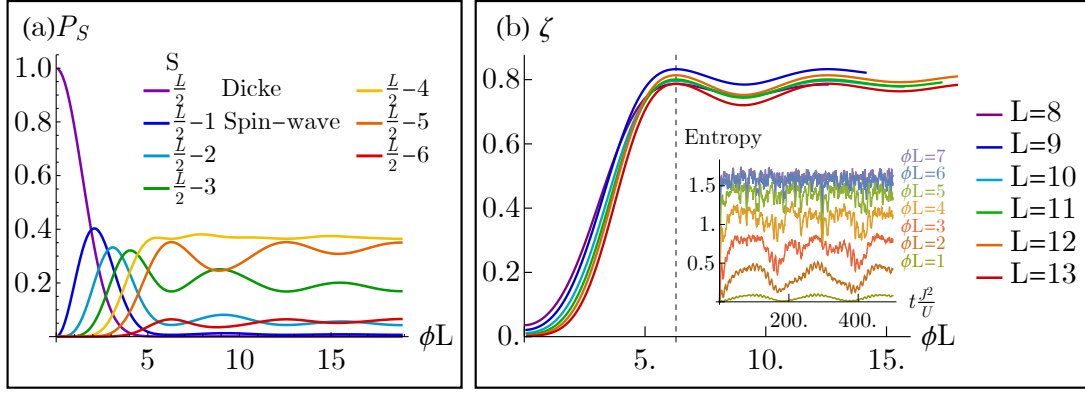 (a) P_S
1.0
0.8
0.6
0.4
0.2
S
L/2 Dicke
L/2-1 Spin-wave
L/2-2
L/2-3
L/2-4
L/2-5
L/2-6
5 10 15 ϕL
(b) ζ
0.8
0.6
0.4
0.2
0.
5. 10. 15. ϕL
Entropy
1.5
1.
0.5
200. 400. t J²/U
ϕL=7
ϕL=6
ϕL=5
ϕL=4
ϕL=3
ϕL=2
ϕL=1
L=8
L=9
L=10
L=11
L=12
L=13